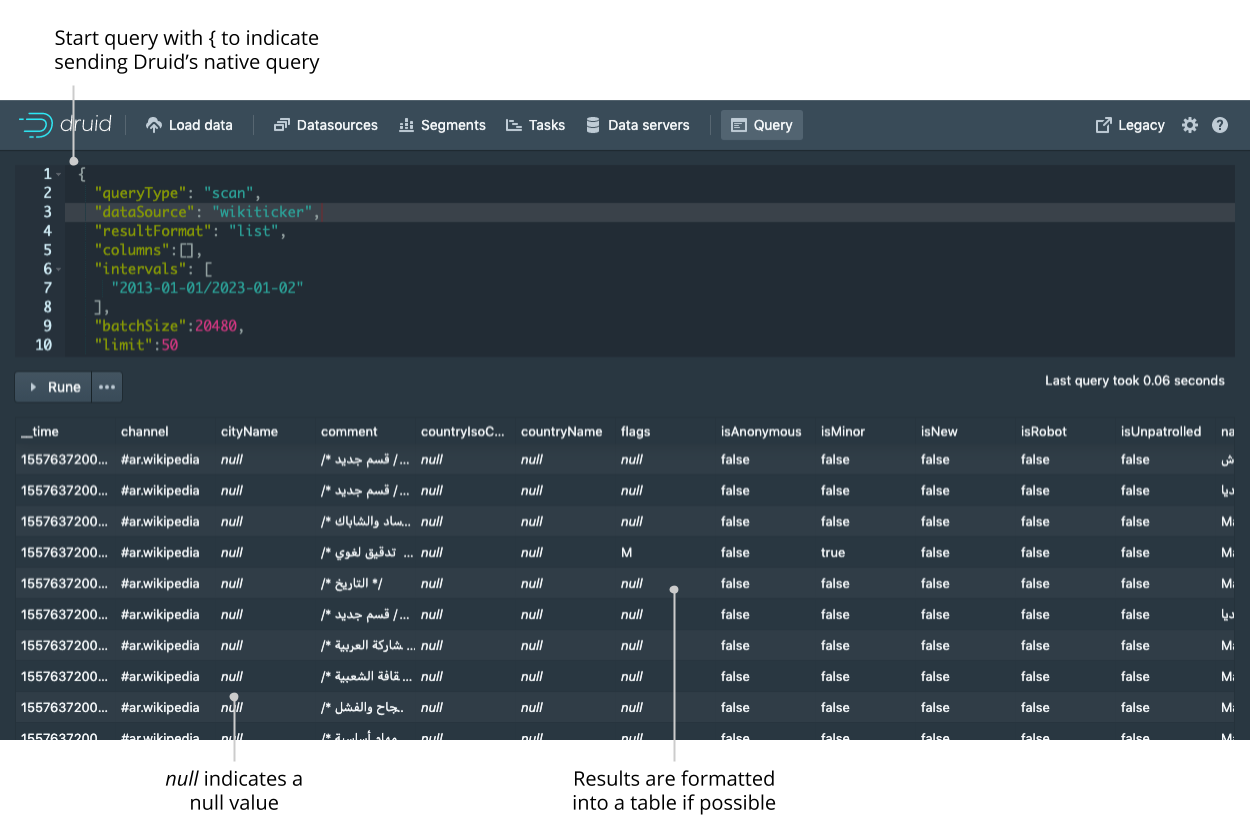 Start query with { to indicate
sending Druid's native query
druid Load data Datasources Segments Tasks Data servers Query Legacy
1 {
2 "queryType": "scan",
3 "dataSource": "wikiticker",
4 "resultFormat": "list",
5 "columns":[],
6 "intervals": [
7 "2013-01-01/2023-01-02"
8 ],
9 "batchSize":20480,
10 "limit":50
Rune ••• Last query took 0.06 seconds
__time channel cityName comment countryIsoC... countryName flags isAnonymous isMinor isNew isRobot isUnpatrolled na
1557637200... #ar.wikipedia null /* قسم جديد /... null null null false false false false false
1557637200... #ar.wikipedia null /* قسم جديد /... null null null false false false false false
1557637200... #ar.wikipedia null /* ساد والشاباك... null null null false false false false false Ma
1557637200... #ar.wikipedia null /* تدقيق لغوي ... null null M false true false false false Ma
1557637200... #ar.wikipedia null /* التاريخ */ null null null false false false false false Ma
1557637200... #ar.wikipedia null /* قسم جديد /... null null null false false false false false
1557637200... #ar.wikipedia null /* شاركة العربية... null null null false false false false false Ma
1557637200... #ar.wikipedia null /* قافة الشعبية... null null null false false false false false Ma
1557637200... #ar.wikipedia null /* جاح والفشل.. null null null false false false false false Ma
1557637200... #ar.wikipedia null null null null false false false false false Ma
null indicates a
null value
Results are formatted
into a table if possible